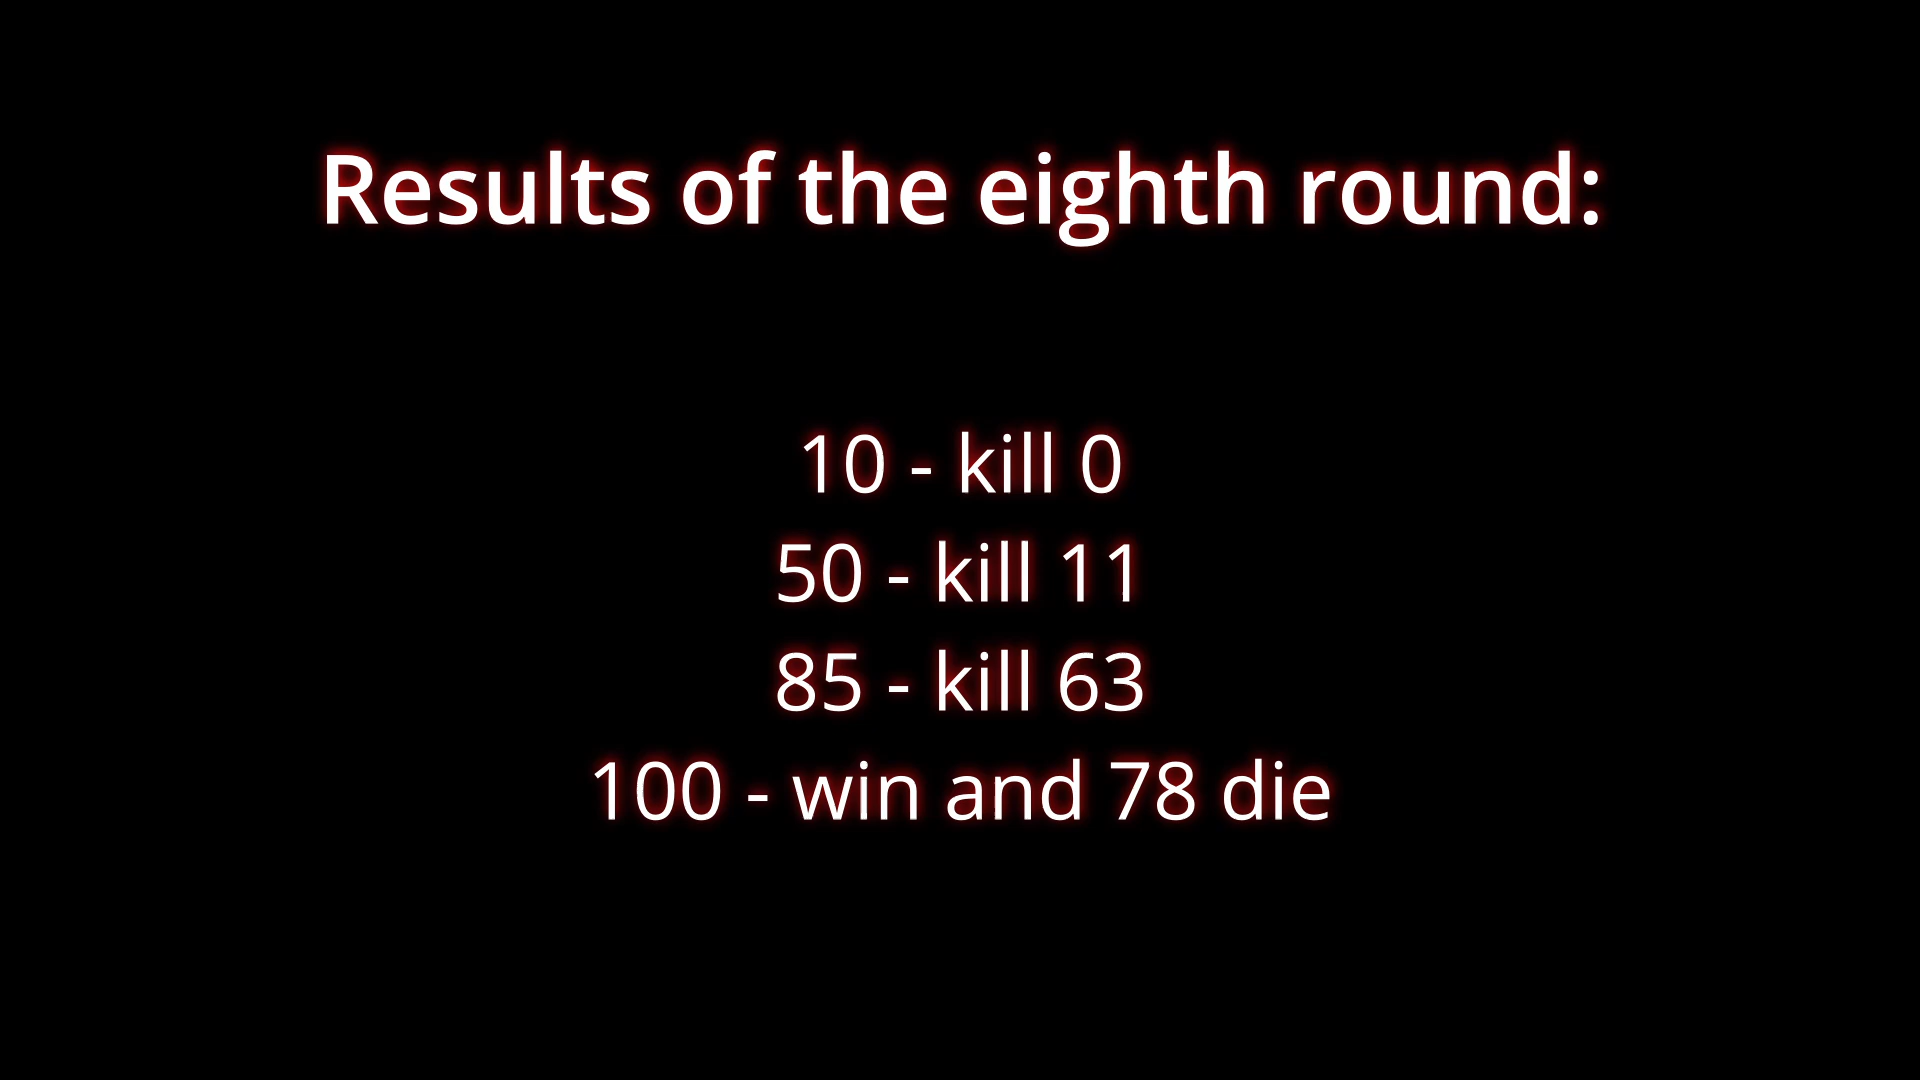 Results of the eighth round:
10 - kill 0
50 - kill 11
85 - kill 63
100 - win and 78 die